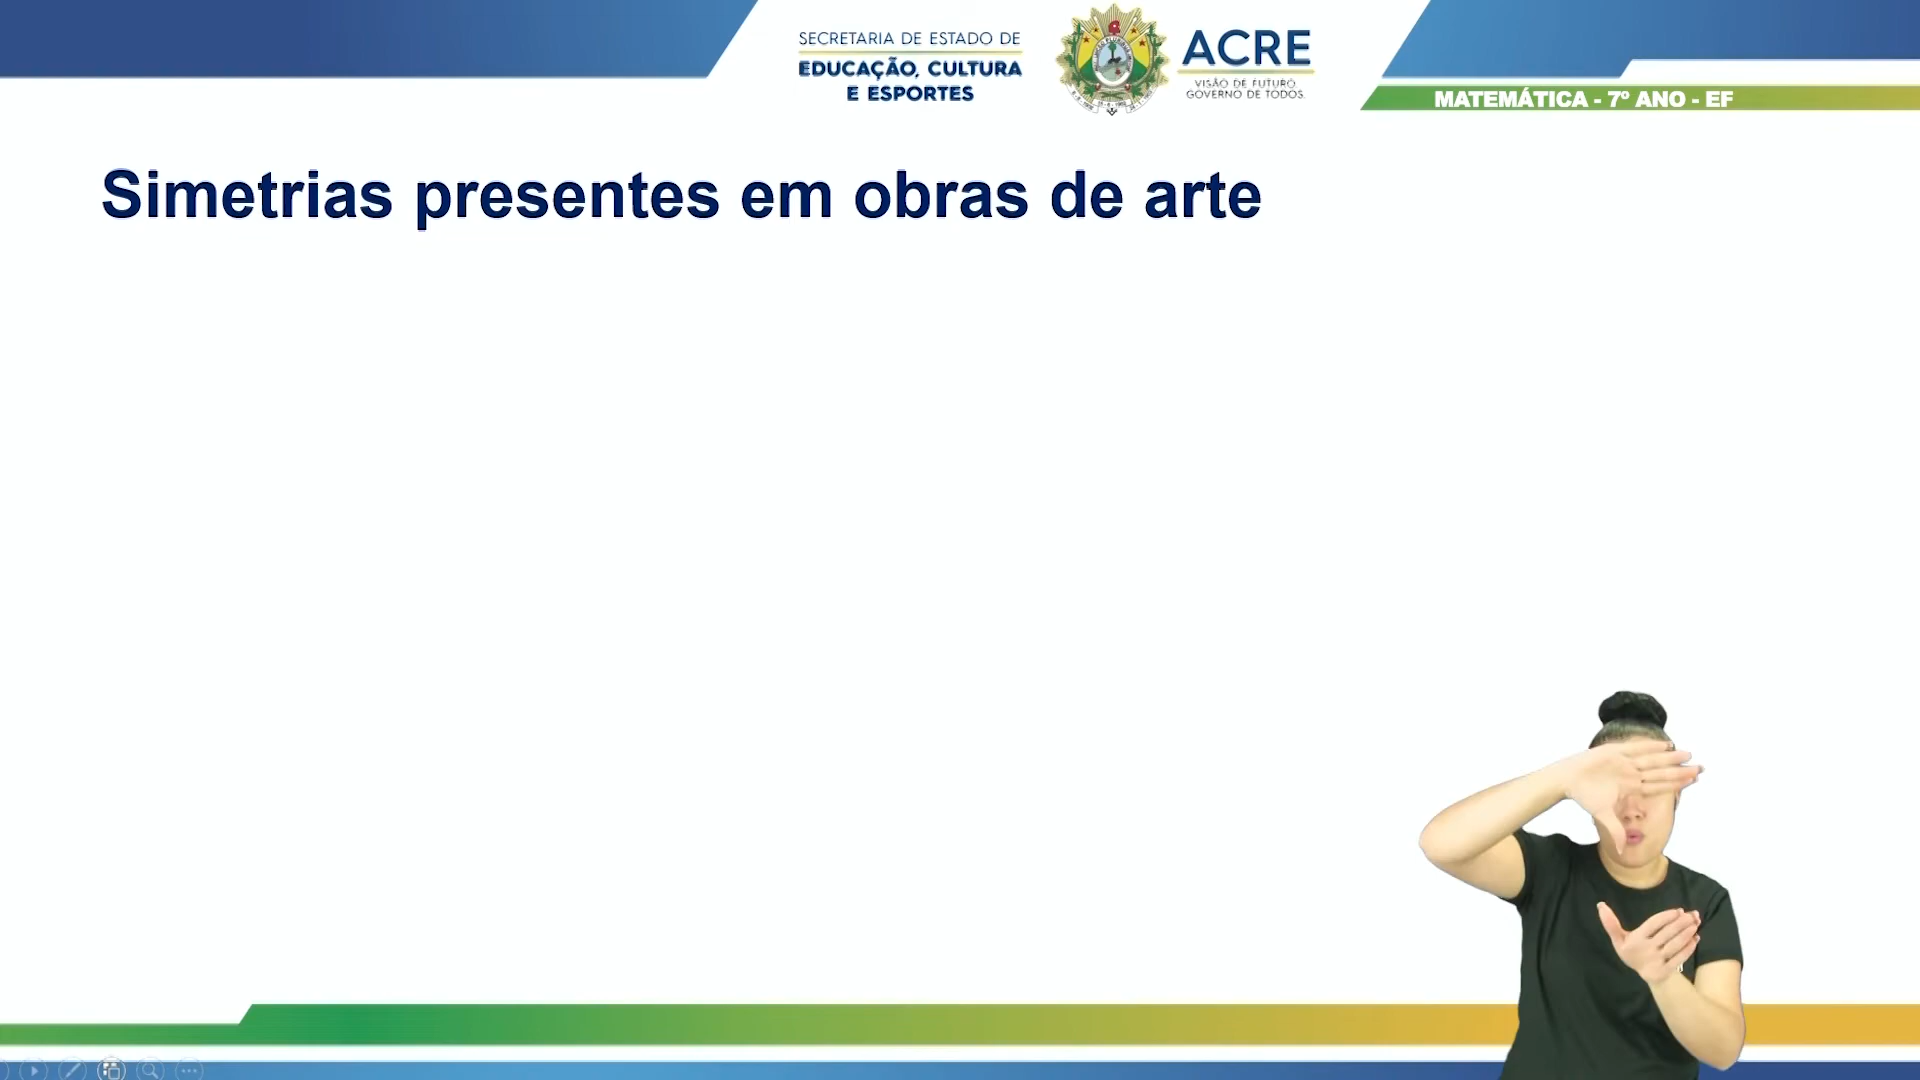 SECRETARIA DE ESTADO DE
EDUCAÇÃO, CULTURA
E ESPORTES
ACRE
VISÃO DE FUTURO.
GOVERNO DE TODOS.
MATEMÁTICA - 7º ANO - EF
Simetrias presentes em obras de arte